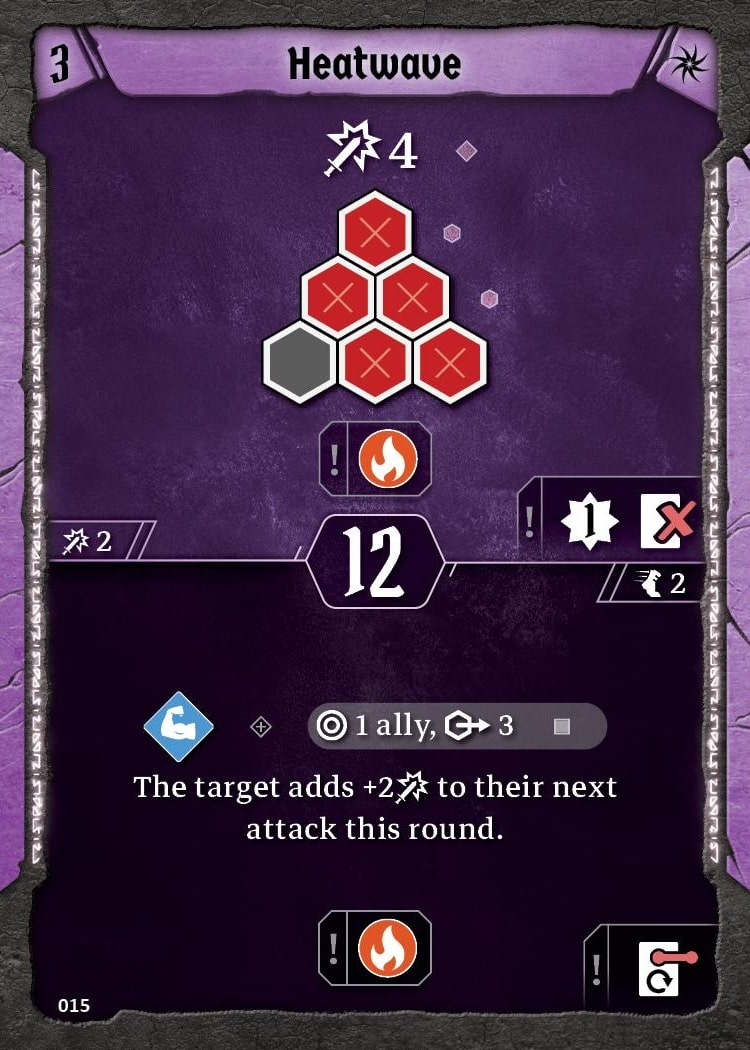 3 Heatwave
4
!
! 1
2
12
2
1 ally, 3
The target adds +2 to their next
attack this round.
!
!
015